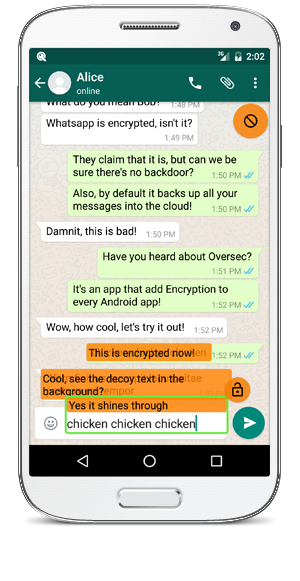 3G 2:02
Alice
online
What do you mean Bob? 1:48 PM
Whatsapp is encrypted, isn't it?
1:49 PM
They claim that it is, but can we be
sure there's no backdoor?
1:50 PM
Also, by default it backs up all your
messages into the cloud!
1:50 PM
Damnit, this is bad! 1:50 PM
Have you heard about Oversec?
1:51 PM
It's an app that add Encryption to
every Android app!
1:52 PM
Wow, how cool, let's try it out! 1:52 PM
This is encrypted now! 1:52 PM
Cool, see the decoy text in the
background?
Yes it shines through
chicken chicken chicken